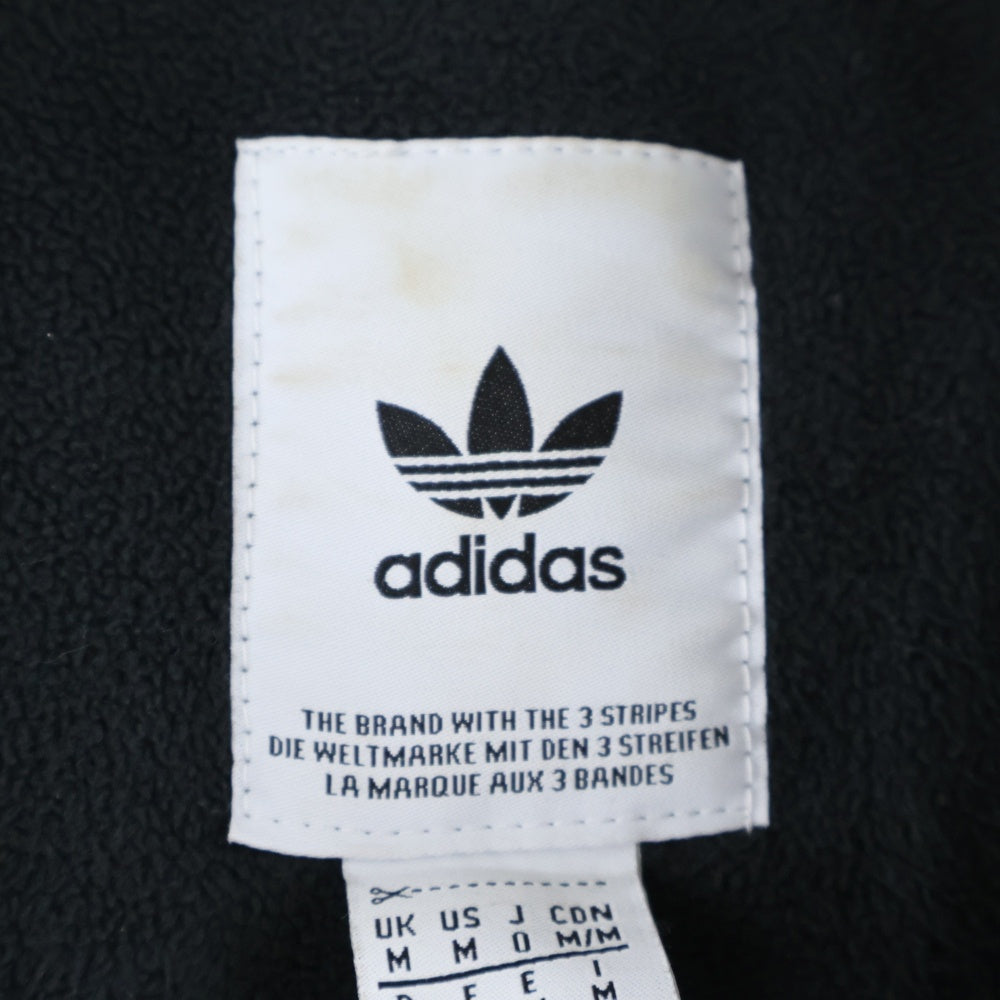 adidas
THE BRAND WITH THE 3 STRIPES
DIE WELTMARKE MIT DEN 3 STREIFEN
LA MARQUE AUX 3 BANDES
UK US J CDN
M M O M/M
E I
M